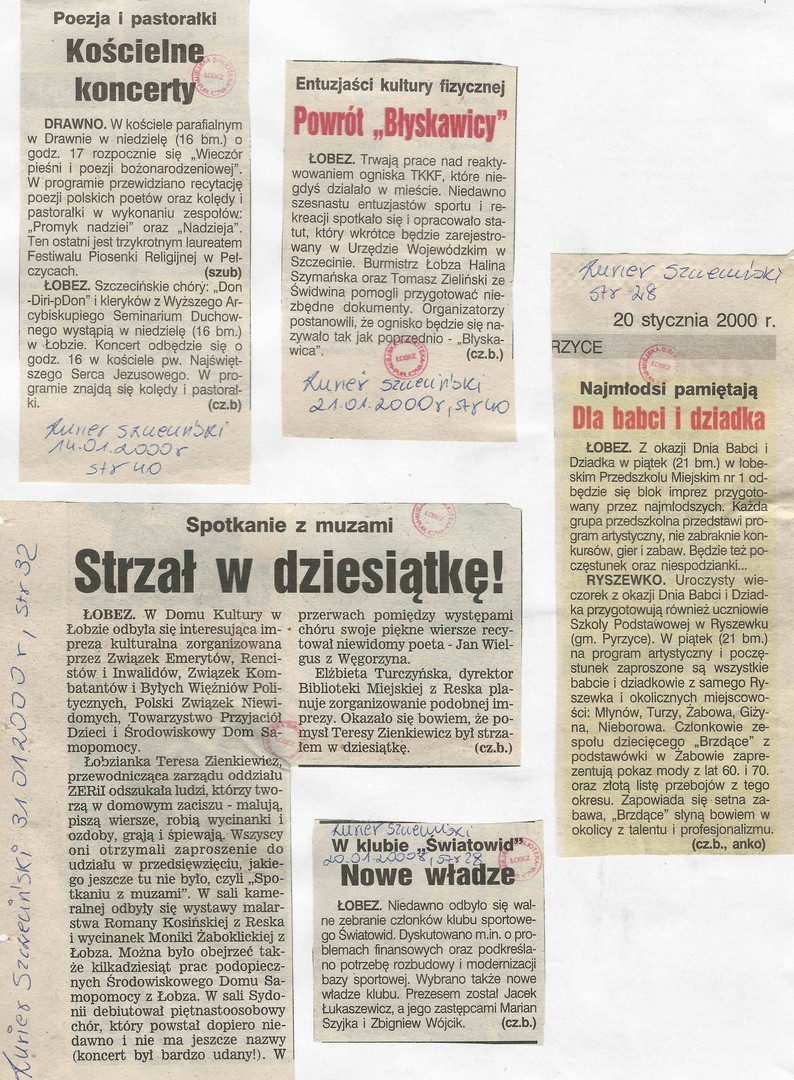 Poezja i pastorałki
Kościelne
koncerty
DRAWNO. W kościele parafialnym
w Drawnie w niedzielę (16 bm.) o
godz. 17 rozpocznie się „Wieczór
pieśni i poezji bożonarodzeniowej".
W programie przewidziano recytację
poezji polskich poetów oraz kolędy i
pastorałki w wykonaniu zespołów:
„Promyk nadziei" oraz „Nadzieja".
Ten ostatni jest trzykrotnym laureatem
Festiwalu Piosenki Religijnej w Peł-
czycach. (szub)
ŁOBEZ. Szczecińskie chóry: „Don
-Diri-pDon" i kleryków z Wyższego Ar-
cybiskupiego Seminarium Duchow-
nego wystąpią w niedzielę (16 bm.)
w Łobzie. Koncert odbędzie się o
godz. 16 w kościele pw. Najświęt-
szego Serca Jezusowego. W pro-
gramie znajdą się kolędy i pastorał-
ki. (cz.b)
Kurier Szczeciński
14.01.2000r
str 40
Entuzjaści kultury fizycznej
Powrót „Błyskawicy"
ŁOBEZ. Trwają prace nad reakty-
wowaniem ogniska TKKF, które nie-
gdyś działało w mieście. Niedawno
szesnastu entuzjastów sportu i re-
kreacji spotkało się i opracowało sta-
tut, który wkrótce będzie zarejestro-
wany w Urzędzie Wojewódzkim w
Szczecinie. Burmistrz Łobza Halina
Szymańska oraz Tomasz Zieliński ze
Świdwina pomogli przygotować nie-
zbędne dokumenty. Organizatorzy
postanowili, że ognisko będzie się na-
zywało tak jak poprzednio - „Błyska-
wica". (cz.b.)
Kurier Szczeciński
21.01.2000r, str 40
Kurier Szczeciński
str 28
20 stycznia 2000 r.
RZYCE
Najmłodsi pamiętają
Dla babci i dziadka
ŁOBEZ. Z okazji Dnia Babci i
Dziadka w piątek (21 bm.) w łobe-
skim Przedszkolu Miejskim nr 1 od-
będzie się blok imprez przygoto-
wany przez najmłodszych. Każda
grupa przedszkolna przedstawi pro-
gram artystyczny, nie zabraknie kon-
kursów, gier i zabaw. Będzie też po-
częstunek oraz niespodzianki...
RYSZEWKO. Uroczysty wie-
czorek z okazji Dnia Babci i Dziad-
ka przygotowują również uczniowie
Szkoły Podstawowej w Ryszewku
(gm. Pyrzyce). W piątek (21 bm.)
na program artystyczny i poczę-
stunek zaproszone są wszystkie
babcie i dziadkowie z samego Ry-
szewka i okolicznych miejscowo-
ści: Młynów, Turzy, Żabowa, Giży-
na, Nieborowa. Członkowie ze-
społu dziecięcego „Brzdące" z
podstawówki w Żabowie zapre-
zentują pokaz mody z lat 60. i 70.
oraz złotą listę przebojów z tego
okresu. Zapowiada się setna za-
bawa, „Brzdące" słyną bowiem w
okolicy z talentu i profesjonalizmu.
(cz.b., anko)
Kurier Szczeciński 31.01.2000r, str 32
Spotkanie z muzami
Strzał w dziesiątkę!
ŁOBEZ. W Domu Kultury w
Łobzie odbyła się interesująca im-
preza kulturalna zorganizowana
przez Związek Emerytów, Renci-
stów i Inwalidów, Związek Kom-
batantów i Byłych Więźniów Poli-
tycznych, Polski Związek Niewi-
domych, Towarzystwo Przyjaciół
Dzieci i Środowiskowy Dom Sa-
mopomocy.
Łobzianka Teresa Zienkiewicz,
przewodnicząca zarządu oddziału
ZERiI odszukała ludzi, którzy two-
rzą w domowym zaciszu - malują,
piszą wiersze, robią wycinanki i
ozdoby, grają i śpiewają. Wszyscy
oni otrzymali zaproszenie do
udziału w przedsięwzięciu, jakie-
go jeszcze tu nie było, czyli „Spo-
tkaniu z muzami". W sali kame-
ralnej odbyły się wystawy malar-
stwa Romany Kosińskiej z Reska
i wycinanek Moniki Żaboklickiej z
Łobza. Można było obejrzeć tak-
że kilkadziesiąt prac podopiecz-
nych Środowiskowego Domu Sa-
mopomocy z Łobza. W sali Sydo-
nii debiutował piętnastoosobowy
chór, który powstał dopiero nie-
dawno i nie ma jeszcze nazwy
(koncert był bardzo udany!). W
przerwach pomiędzy występami
chóru swoje piękne wiersze recy-
tował niewidomy poeta - Jan Wiel-
gus z Węgorzyna.
Elżbieta Turczyńska, dyrektor
Biblioteki Miejskiej z Reska pla-
nuje zorganizowanie podobnej im-
prezy. Okazało się bowiem, że po-
mysł Teresy Zienkiewicz był strza-
łem w dziesiątkę. (cz.b.)
Kurier Szczeciński
W klubie „Światowid"
20.01.2000r, str 28
Nowe władze
ŁOBEZ. Niedawno odbyło się wal-
ne zebranie członków klubu sportowe-
go Światowid. Dyskutowano m.in. o pro-
blemach finansowych oraz podkreśla-
no potrzebę rozbudowy i modernizacji
bazy sportowej. Wybrano także nowe
władze klubu. Prezesem został Jacek
Łukaszewicz, a jego zastępcami Marian
Szyjka i Zbigniew Wójcik. (cz.b.)